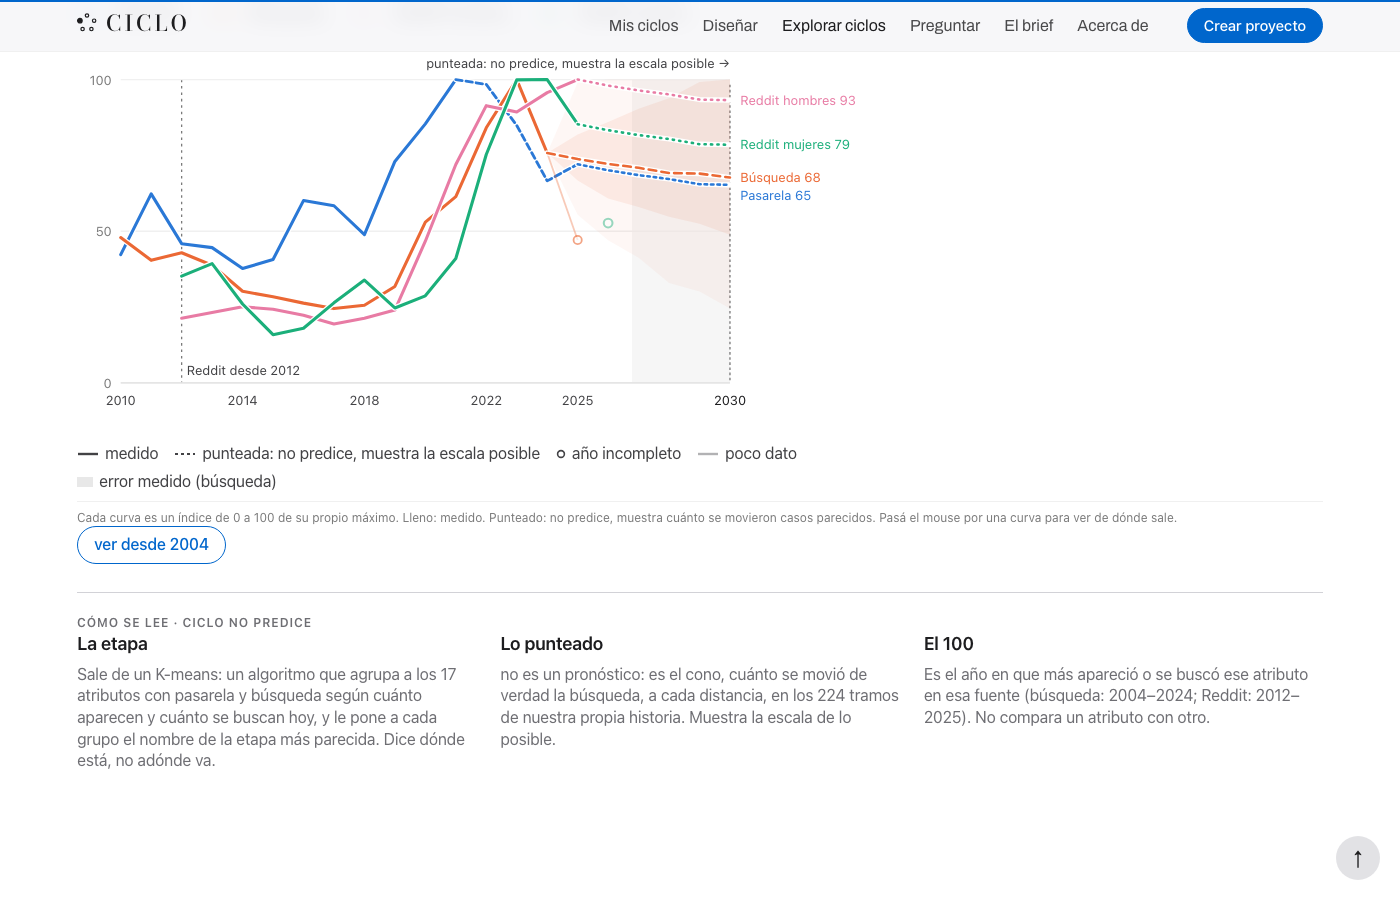 CICLO
Mis ciclos
Diseñar
Explorar ciclos
Preguntar
El brief
Acerca de
Crear proyecto
punteada: no predice, muestra la escala posible →
100
50
0
Reddit hombres 93
Reddit mujeres 79
Búsqueda 68
Pasarela 65
Reddit desde 2012
2010
2014
2018
2022
2025
2030
medido
punteada: no predice, muestra la escala posible
año incompleto
poco dato
error medido (búsqueda)
Cada curva es un índice de 0 a 100 de su propio máximo. Lleno: medido. Punteado: no predice, muestra cuánto se movieron casos parecidos. Pasá el mouse por una curva para ver de dónde sale.
ver desde 2004
CÓMO SE LEE · CICLO NO PREDICE
La etapa
Sale de un K-means: un algoritmo que agrupa a los 17
atributos con pasarela y búsqueda según cuánto
aparecen y cuánto se buscan hoy, y le pone a cada
grupo el nombre de la etapa más parecida. Dice dónde
está, no adónde va.
Lo punteado
no es un pronóstico: es el cono, cuánto se movió de
verdad la búsqueda, a cada distancia, en los 224 tramos
de nuestra propia historia. Muestra la escala de lo
posible.
El 100
Es el año en que más apareció o se buscó ese atributo
en esa fuente (búsqueda: 2004–2024; Reddit: 2012–
2025). No compara un atributo con otro.
↑